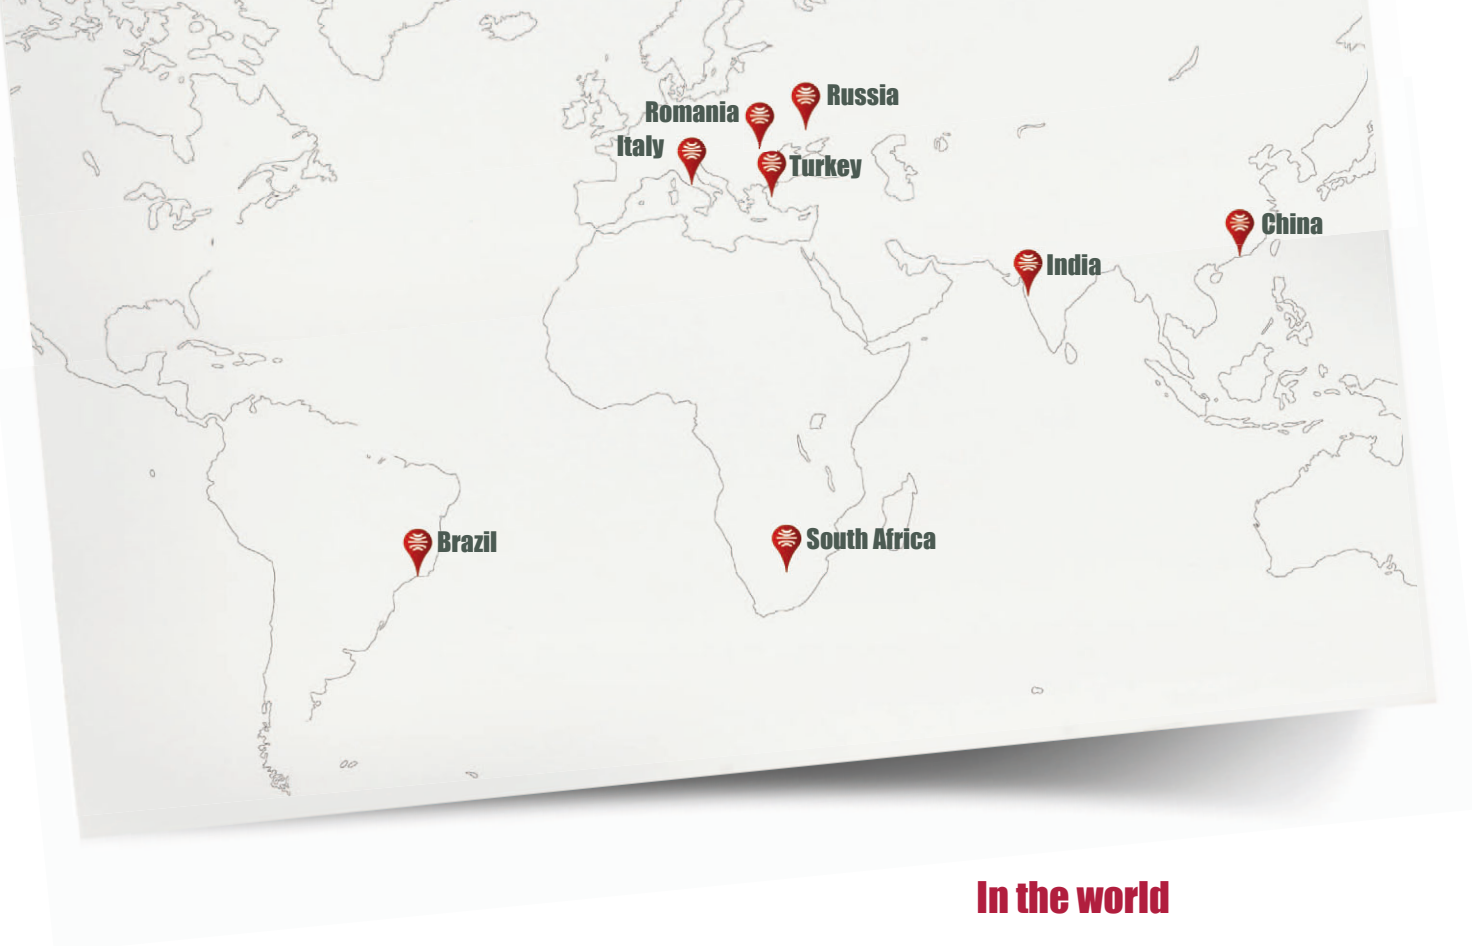 Russia
Romania
Italy
Turkey
China
India
Brazil
South Africa
In the world